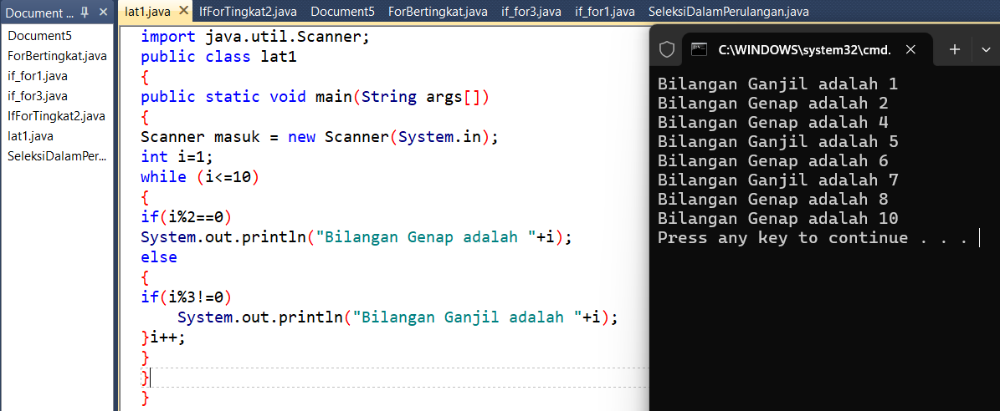 Document ...
Document5
ForBertingkat.java
if_for1.java
if_for3.java
IfForTingkat2.java
lat1.java
SeleksiDalamPer...
lat1.java IfForTingkat2.java Document5 ForBertingkat.java if_for3.java if_for1.java SeleksiDalamPerulangan.java
import java.util.Scanner;
public class lat1
{
public static void main(String args[])
{
Scanner masuk = new Scanner(System.in);
int i=1;
while (i<=10)
{
if(i%2==0)
System.out.println("Bilangan Genap adalah "+i);
else
{
if(i%3!=0)
    System.out.println("Bilangan Ganjil adalah "+i);
}i++;
}
}
}
C:\WINDOWS\system32\cmd.
Bilangan Ganjil adalah 1
Bilangan Genap adalah 2
Bilangan Genap adalah 4
Bilangan Ganjil adalah 5
Bilangan Genap adalah 6
Bilangan Ganjil adalah 7
Bilangan Genap adalah 8
Bilangan Genap adalah 10
Press any key to continue . . .